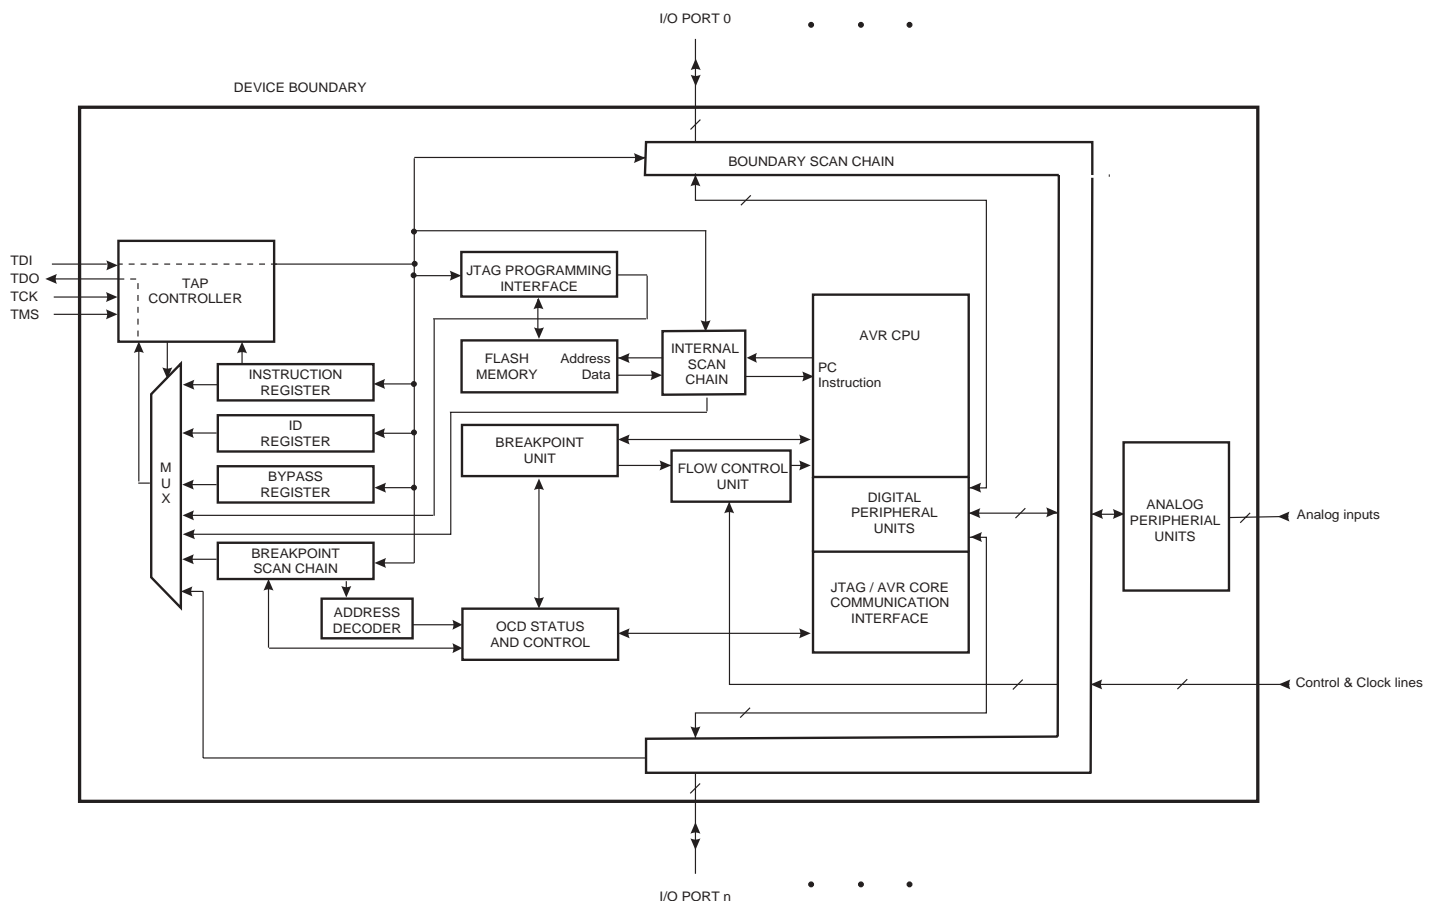 I/O PORT 0
DEVICE BOUNDARY
BOUNDARY SCAN CHAIN
TDI
TDO
TCK
TMS
TAP
CONTROLLER
JTAG PROGRAMMING
INTERFACE
AVR CPU
FLASH
MEMORY
Address
Data
INTERNAL
SCAN
CHAIN
PC
Instruction
INSTRUCTION
REGISTER
ID
REGISTER
M
U
X
BYPASS
REGISTER
BREAKPOINT
UNIT
FLOW CONTROL
UNIT
DIGITAL
PERIPHERAL
UNITS
ANALOG
PERIPHERIAL
UNITS
Analog inputs
BREAKPOINT
SCAN CHAIN
ADDRESS
DECODER
OCD STATUS
AND CONTROL
JTAG / AVR CORE
COMMUNICATION
INTERFACE
Control & Clock lines
I/O PORT n